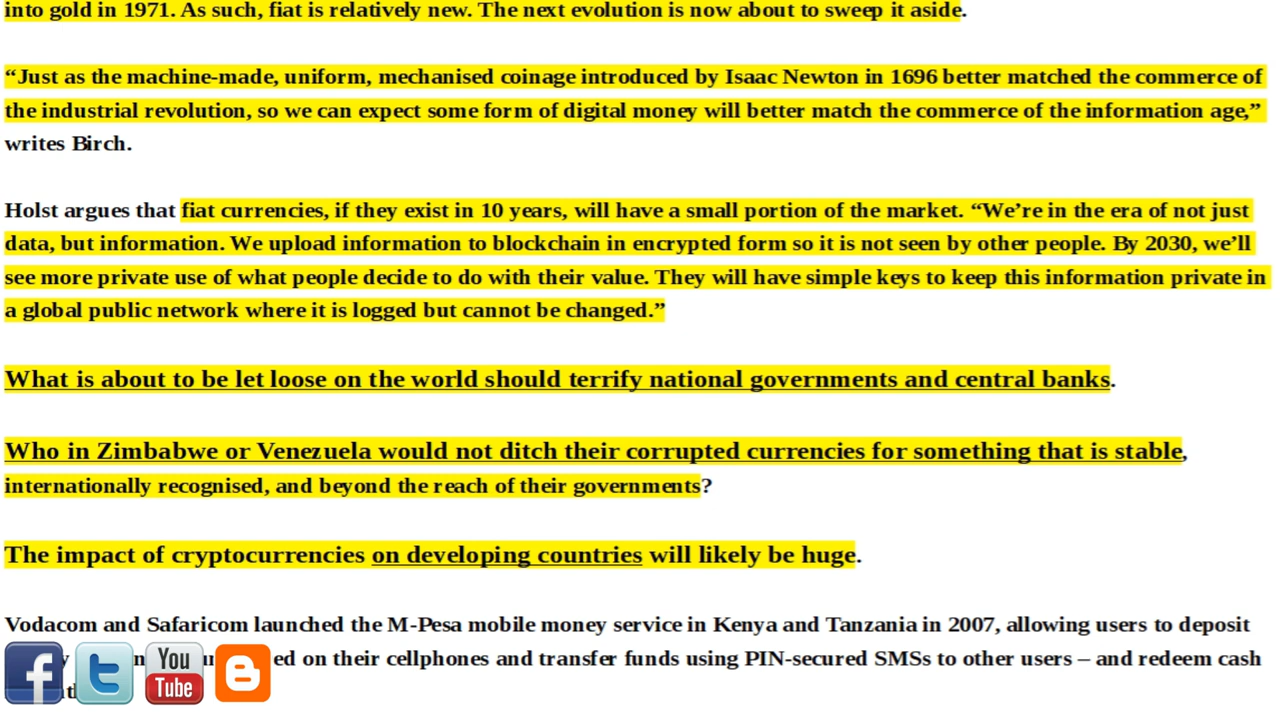 into gold in 1971. As such, fiat is relatively new. The next evolution is now about to sweep it aside.
“Just as the machine-made, uniform, mechanised coinage introduced by Isaac Newton in 1696 better matched the commerce of
the industrial revolution, so we can expect some form of digital money will better match the commerce of the information age,”
writes Birch.
Holst argues that fiat currencies, if they exist in 10 years, will have a small portion of the market. “We’re in the era of not just
data, but information. We upload information to blockchain in encrypted form so it is not seen by other people. By 2030, we’ll
see more private use of what people decide to do with their value. They will have simple keys to keep this information private in
a global public network where it is logged but cannot be changed.”
What is about to be let loose on the world should terrify national governments and central banks.
Who in Zimbabwe or Venezuela would not ditch their corrupted currencies for something that is stable,
internationally recognised, and beyond the reach of their governments?
The impact of cryptocurrencies on developing countries will likely be huge.
Vodacom and Safaricom launched the M-Pesa mobile money service in Kenya and Tanzania in 2007, allowing users to deposit
ed on their cellphones and transfer funds using PIN-secured SMSs to other users – and redeem cash
You
Tube